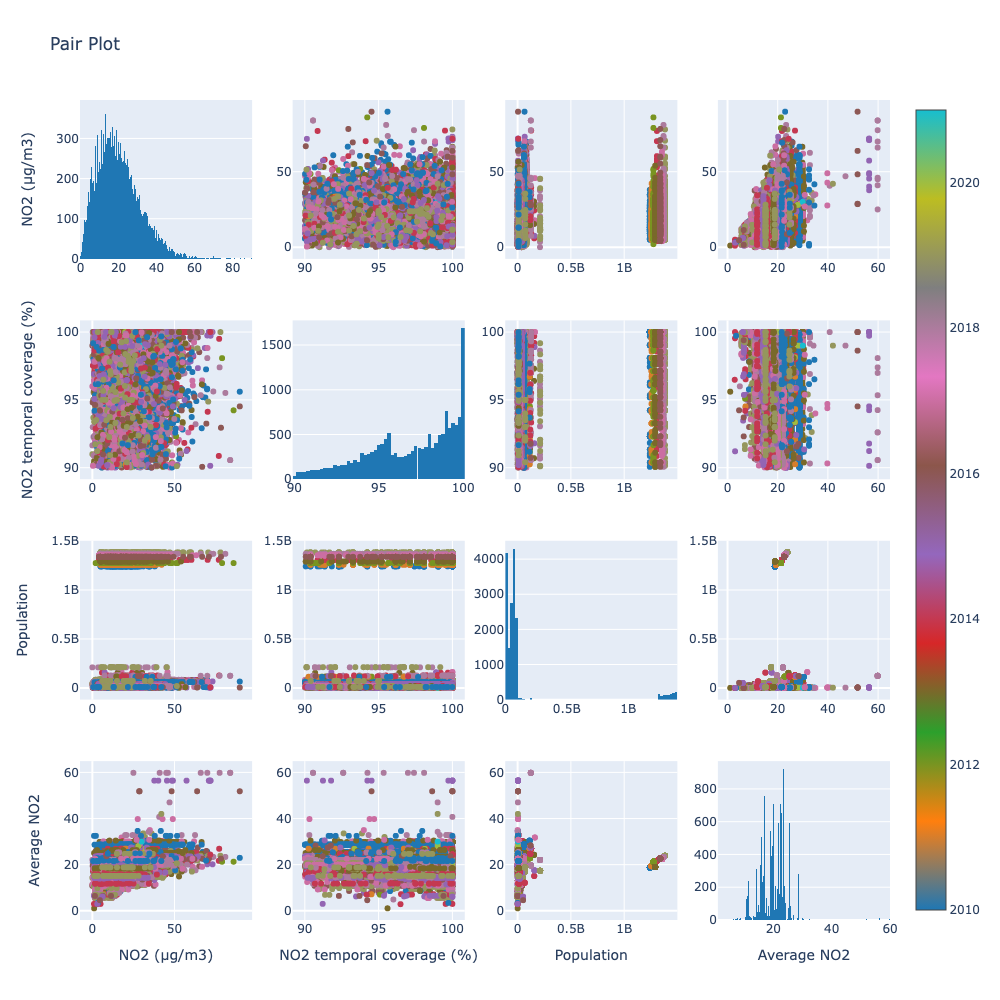 Pair Plot
NO2 (μg/m3)
300
200
100
0
0 20 40 60 80
50
0
90 95 100
50
0
0 0.5B 1B
50
0
0 20 40 60
NO2 temporal coverage (%)
100
95
90
0 50
1500
1000
500
0
90 95 100
100
95
90
0 0.5B 1B
100
95
90
0 20 40 60
Population
1.5B
1B
0.5B
0
0 50
1.5B
1B
0.5B
0
90 95 100
4000
3000
2000
1000
0
0 0.5B 1B
1.5B
1B
0.5B
0
0 20 40 60
Average NO2
60
40
20
0
0 50
60
40
20
0
90 95 100
60
40
20
0
0 0.5B 1B
800
600
400
200
0
20 40 60
NO2 (μg/m3) NO2 temporal coverage (%) Population Average NO2
2020
2018
2016
2014
2012
2010